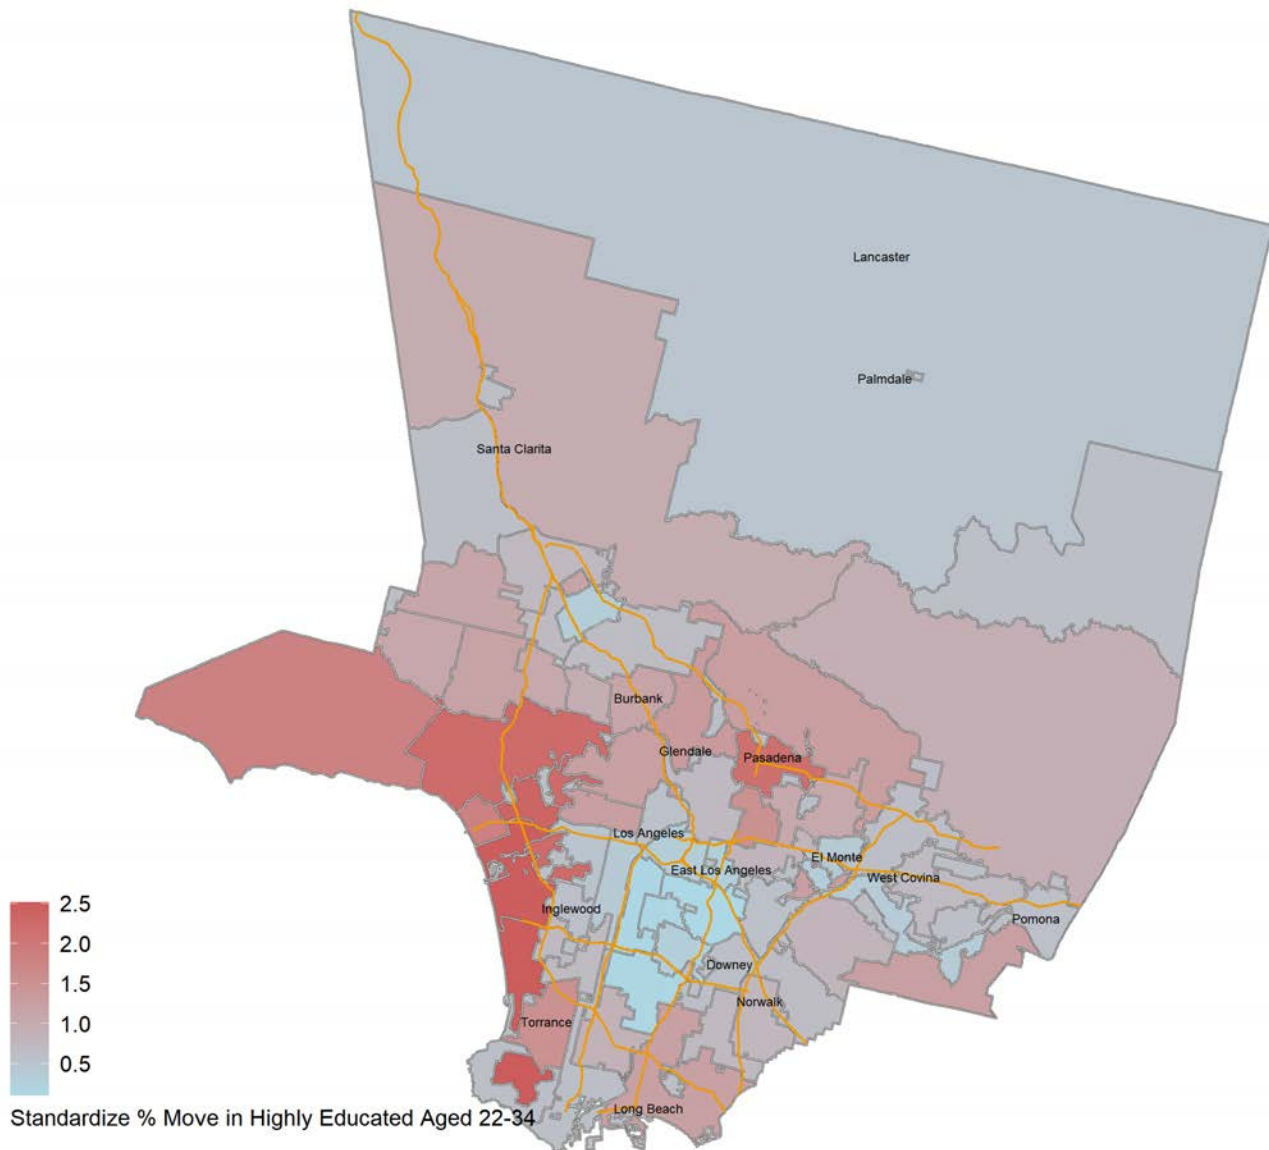 Lancaster
Palmdale
Santa Clarita
Burbank
Glendale
Pasadena
Los Angeles
El Monte
East Los Angeles
West Covina
Inglewood
Pomona
Downey
Norwalk
Torrance
Long Beach
2.5
2.0
1.5
1.0
0.5
Standardize % Move in Highly Educated Aged 22-34